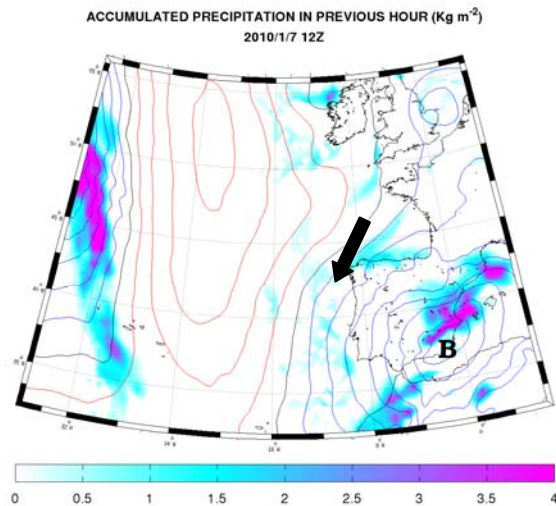 ACCUMULATED PRECIPITATION IN PREVIOUS HOUR (Kg m⁻²)
2010/1/7 12Z
B
0 0.5 1 1.5 2 2.5 3 3.5 4